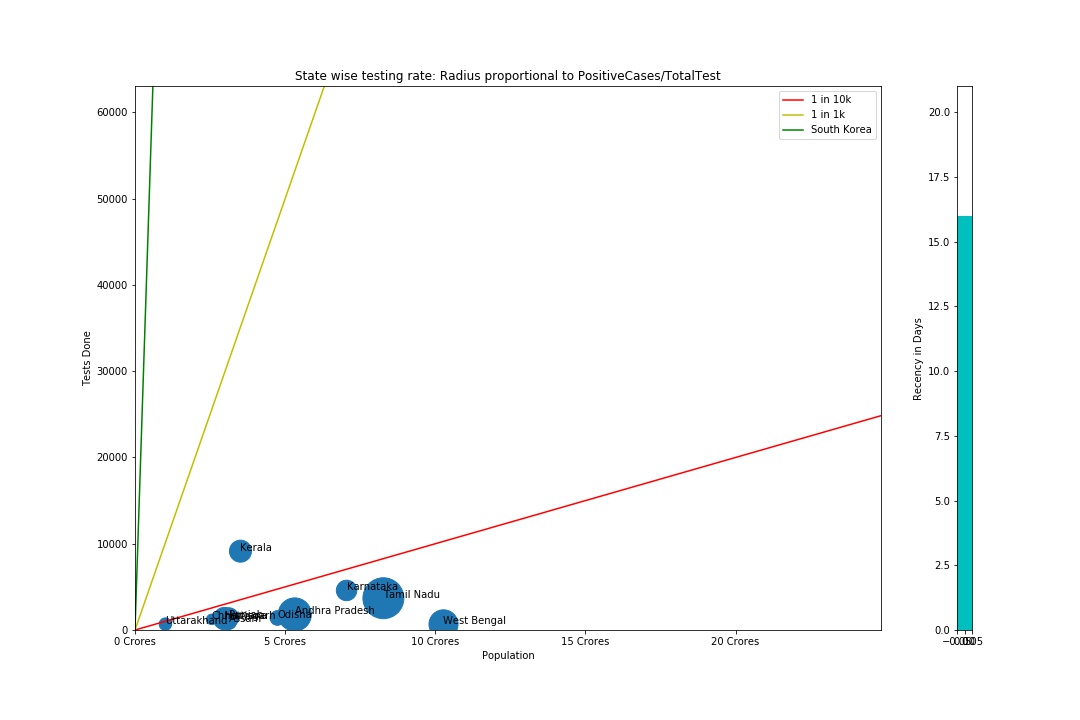 State wise testing rate: Radius proportional to PositiveCases/TotalTest
1 in 10k
1 in 1k
South Korea
60000
50000
40000
30000
20000
10000
0
Tests Done
Kerala
Karnataka
Tamil Nadu
Andhra Pradesh
Odisha
West Bengal
Uttarakhand
0 Crores
5 Crores
10 Crores
15 Crores
20 Crores
Population
20.0
17.5
15.0
12.5
10.0
7.5
5.0
2.5
0.0
Recency in Days